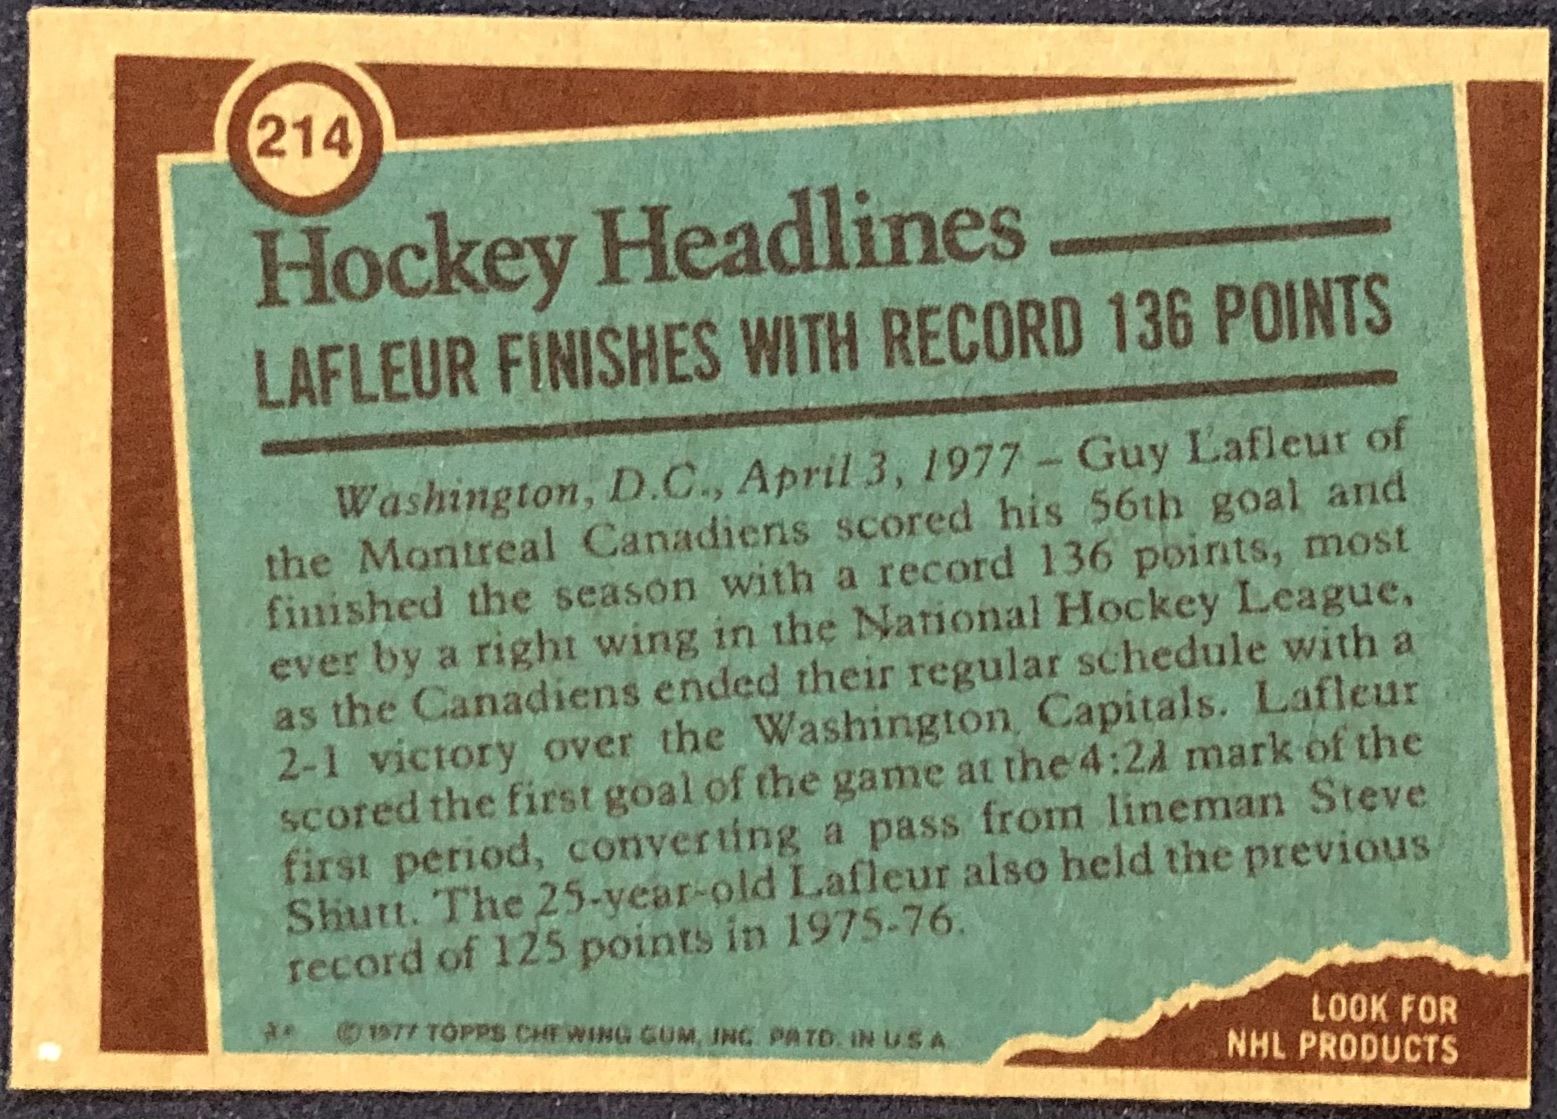 214
Hockey Headlines
LAFLEUR FINISHES WITH RECORD 136 POINTS
Washington, D.C., April 3, 1977 – Guy Lafleur of
the Montreal Canadiens scored his 56th goal and
finished the season with a record 136 points, most
ever by a right wing in the National Hockey League,
as the Canadiens ended their regular schedule with a
2-1 victory over the Washington Capitals. Lafleur
scored the first goal of the game at the 4:21 mark of the
first period, converting a pass from lineman Steve
Shutt. The 25-year-old Lafleur also held the previous
record of 125 points in 1975-76.
© 1977 TOPPS CHEWING GUM, INC. PRTD. IN U.S.A.
LOOK FOR
NHL PRODUCTS